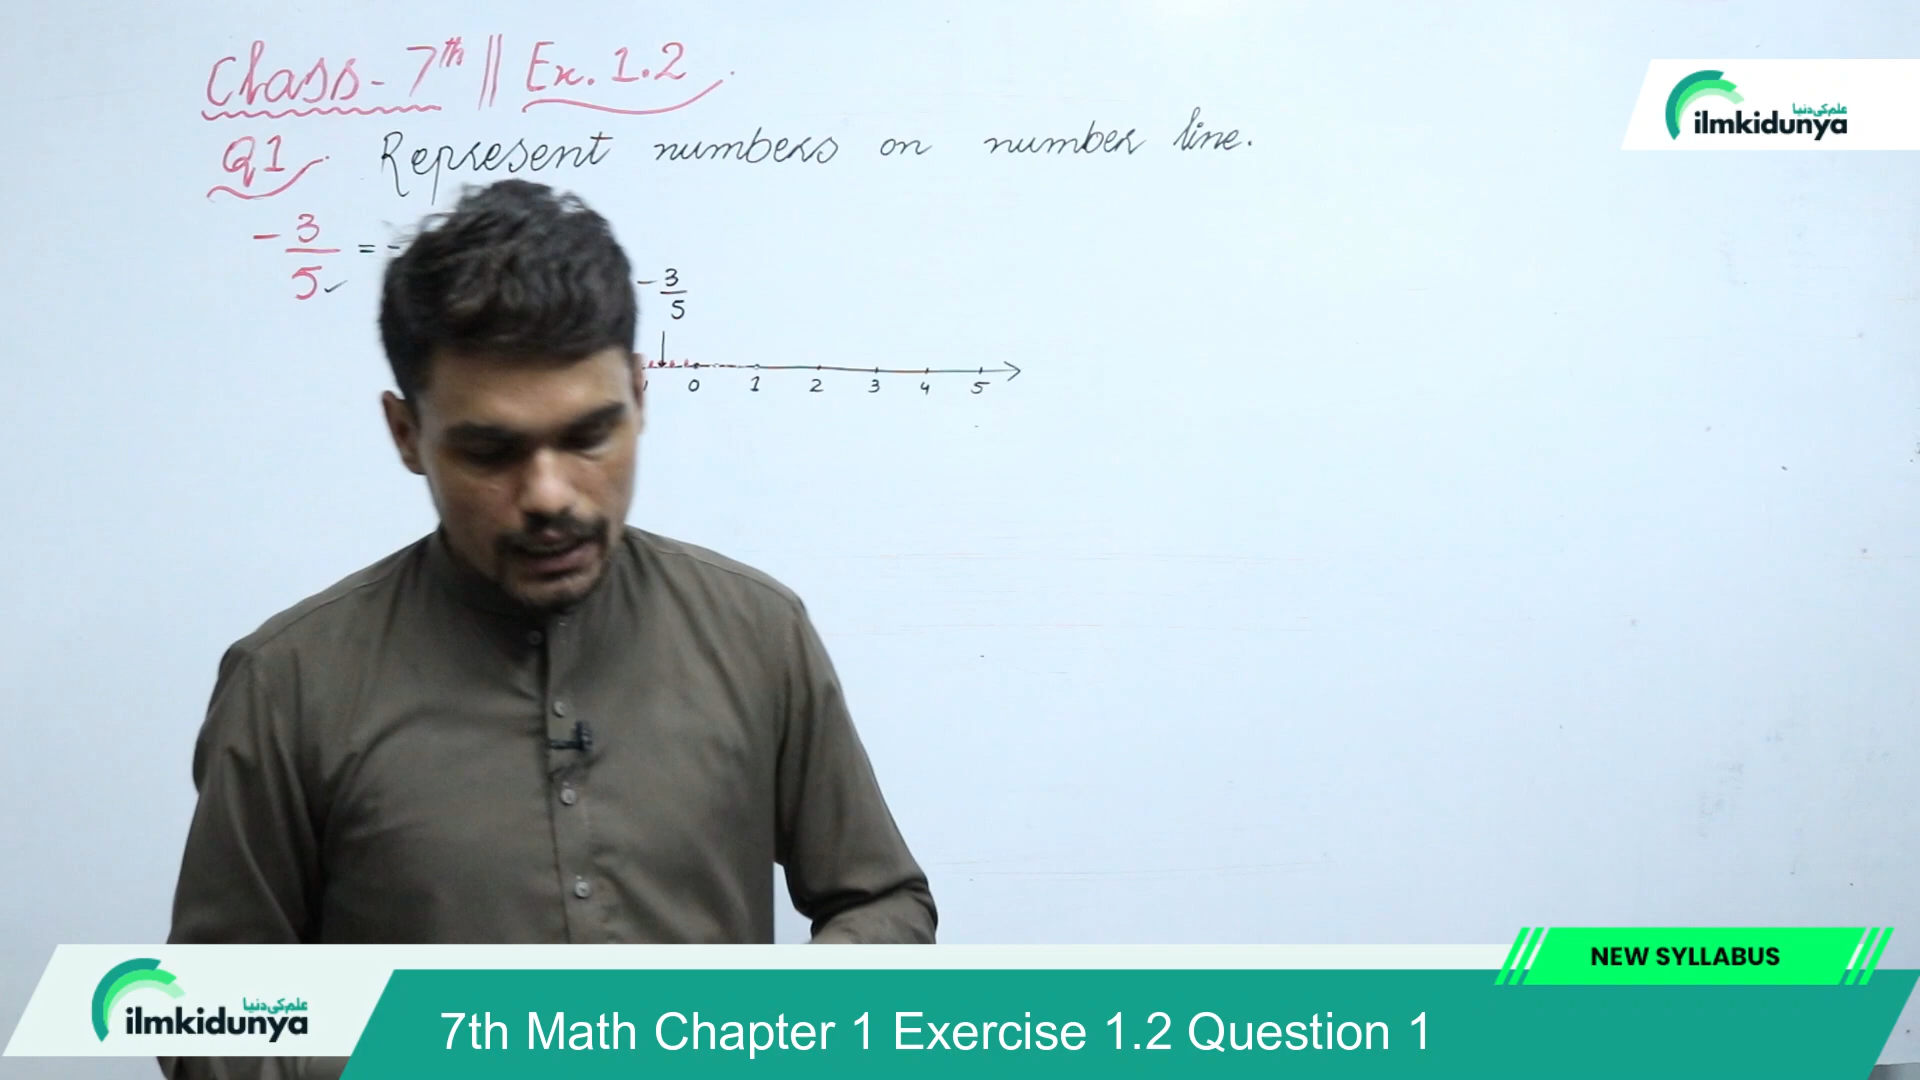 Class-7th || Ex. 1.2
علم کی دنیا
ilmkidunya
Q1. Represent numbers on number line.
-3/5 = -
-3/5
0 1 2 3 4 5
NEW SYLLABUS
علم کی دنیا
ilmkidunya
7th Math Chapter 1 Exercise 1.2 Question 1